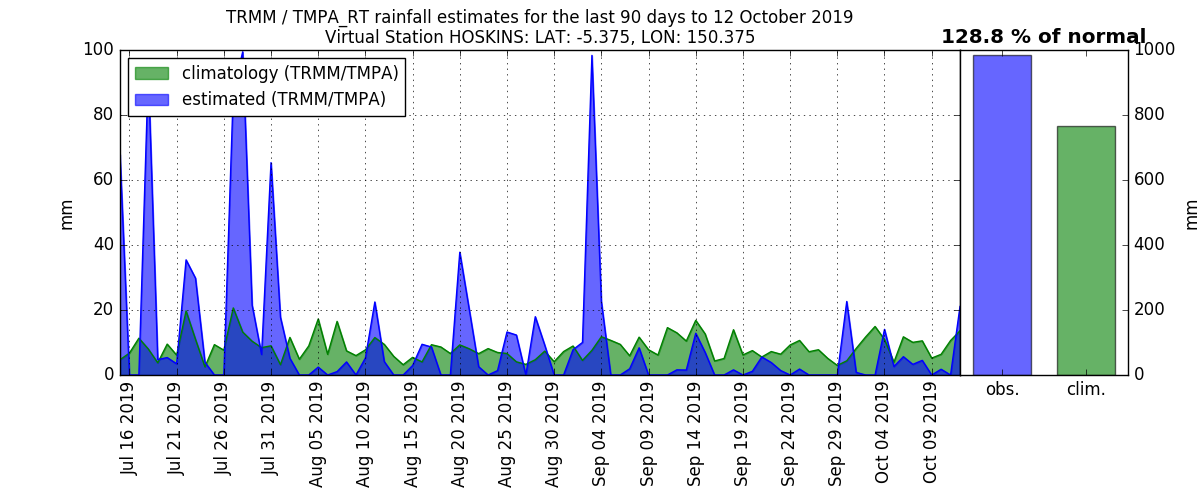 TRMM / TMPA_RT rainfall estimates for the last 90 days to 12 October 2019
Virtual Station HOSKINS: LAT: -5.375, LON: 150.375
128.8 % of normal
climatology (TRMM/TMPA)
estimated (TRMM/TMPA)
mm
100
80
60
40
20
0
Jul 16 2019
Jul 21 2019
Jul 26 2019
Jul 31 2019
Aug 05 2019
Aug 10 2019
Aug 15 2019
Aug 20 2019
Aug 25 2019
Aug 30 2019
Sep 04 2019
Sep 09 2019
Sep 14 2019
Sep 19 2019
Sep 24 2019
Sep 29 2019
Oct 04 2019
Oct 09 2019
obs.
clim.
1000
800
600
400
200
0
mm